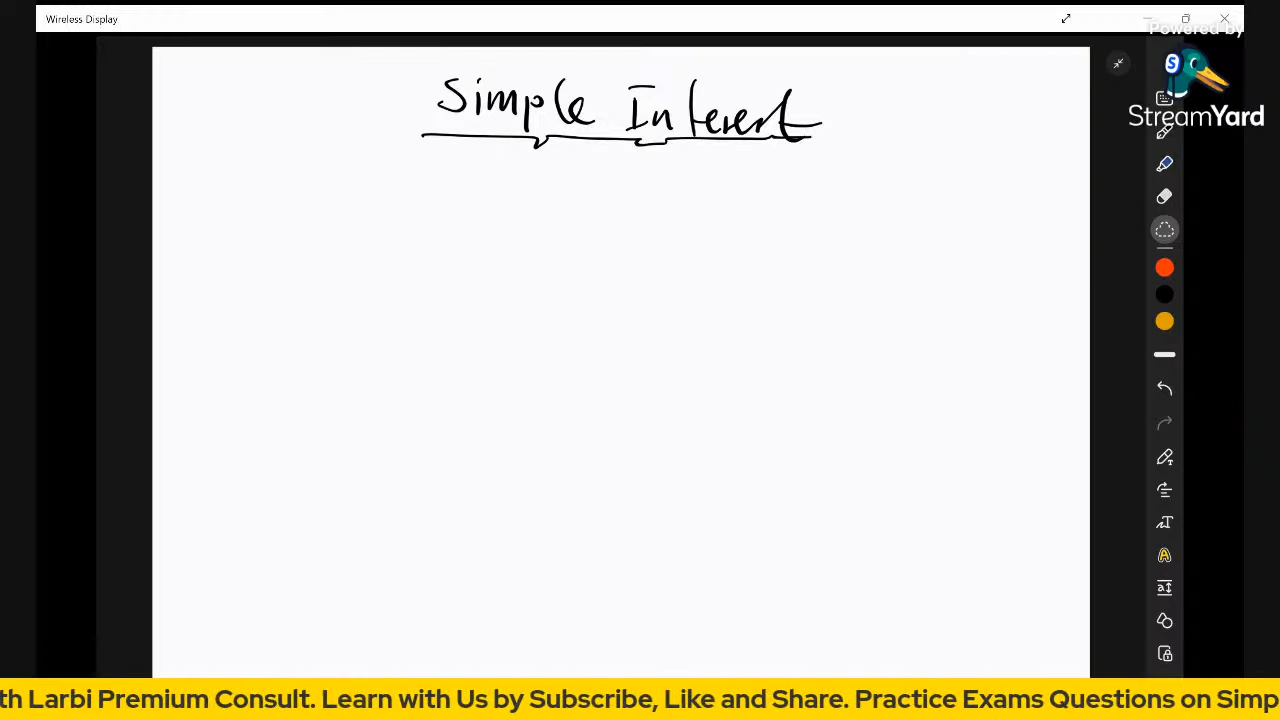 Wireless Display
Powered by
StreamYard
Simple Interest
th Larbi Premium Consult. Learn with Us by Subscribe, Like and Share. Practice Exams Questions on Simp